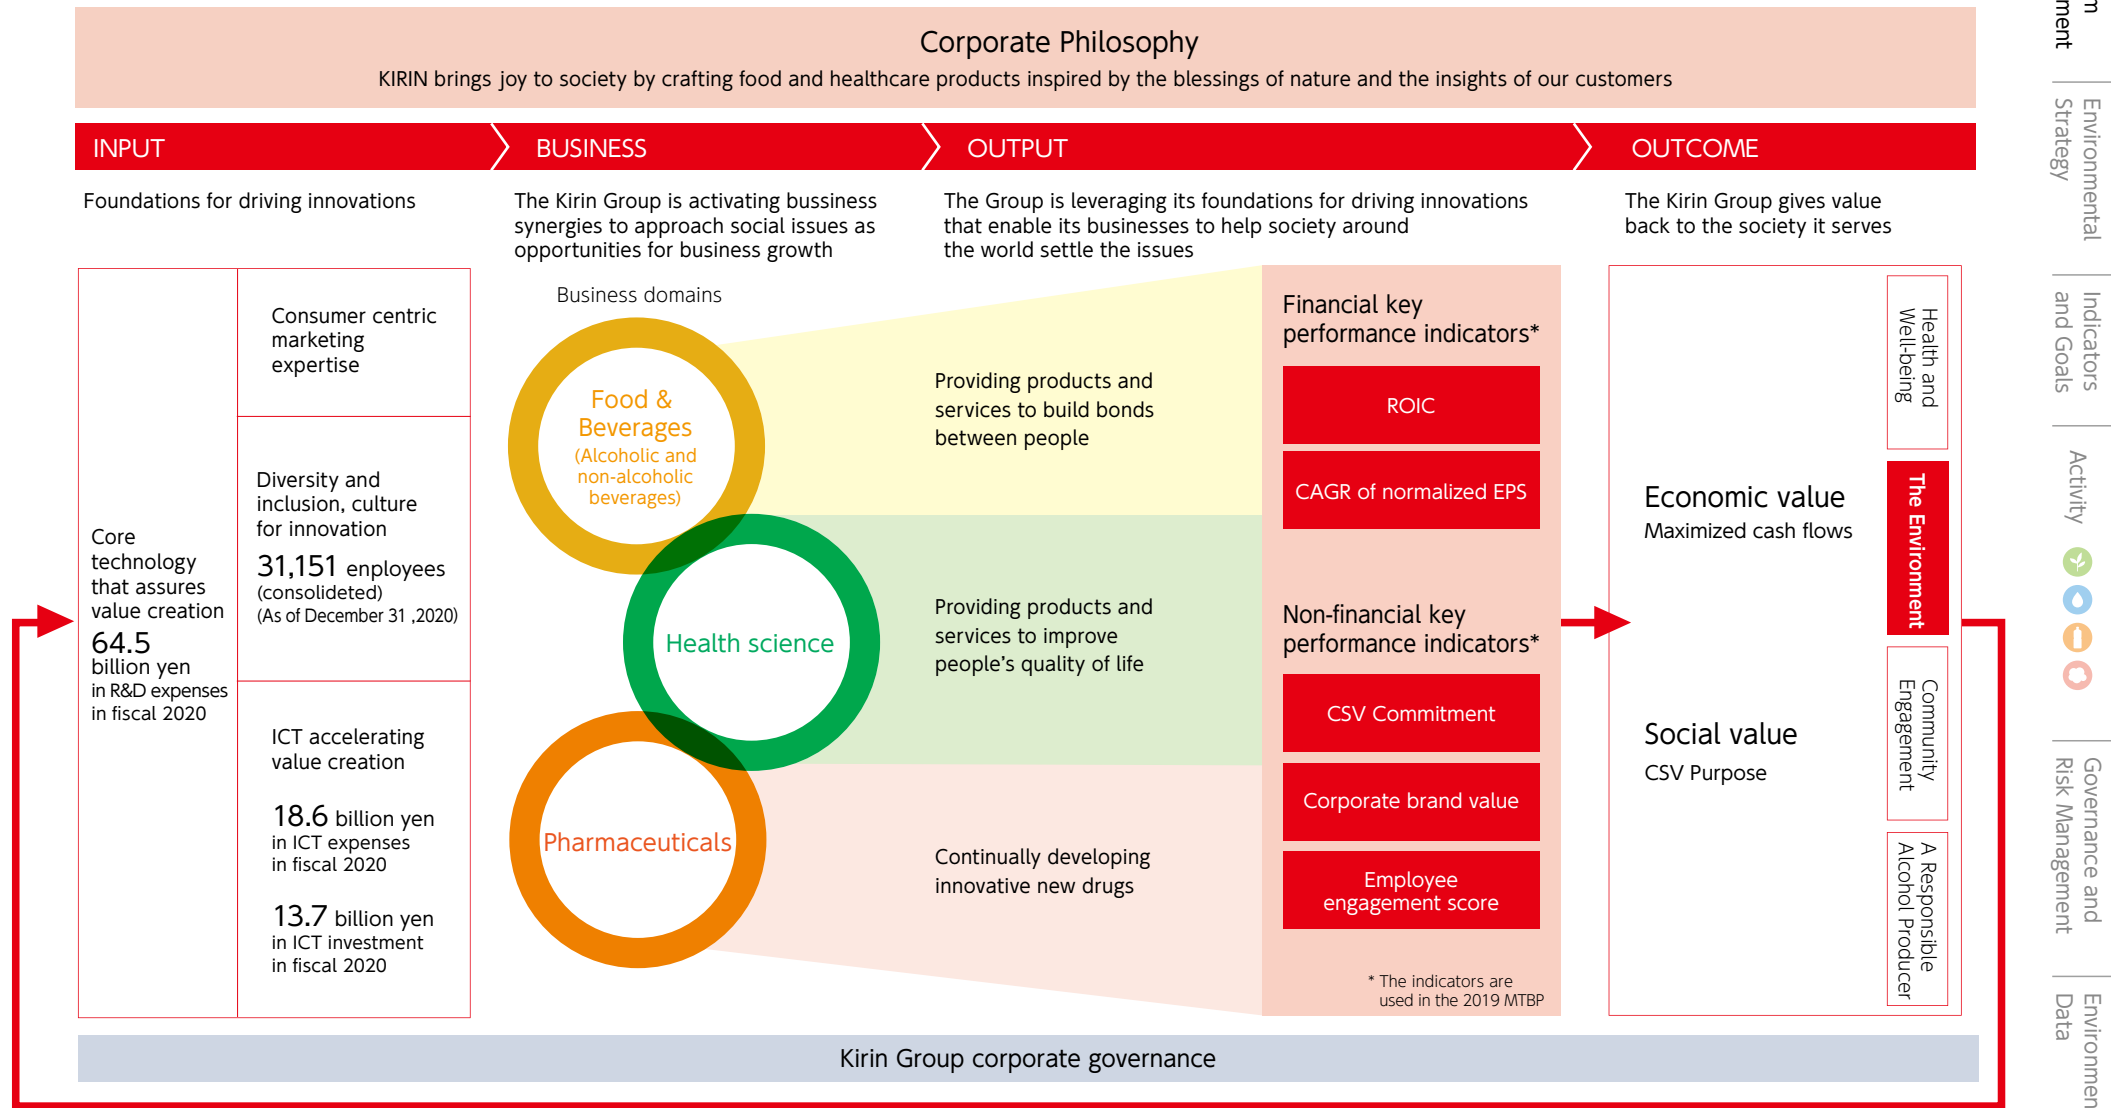 Corporate Philosophy
KIRIN brings joy to society by crafting food and healthcare products inspired by the blessings of nature and the insights of our customers
INPUT
BUSINESS
OUTPUT
OUTCOME
Foundations for driving innovations
The Kirin Group is activating bussiness
synergies to approach social issues as
opportunities for business growth
The Group is leveraging its foundations for driving innovations
that enable its businesses to help society around
the world settle the issues
The Kirin Group gives value
back to the society it serves
Core
technology
that assures
value creation
64.5
billion yen
in R&D expenses
in fiscal 2020
Consumer centric
marketing
expertise
Diversity and
inclusion, culture
for innovation
31,151 enployees
(consolideted)
(As of December 31 ,2020)
ICT accelerating
value creation
18.6 billion yen
in ICT expenses
in fiscal 2020
13.7 billion yen
in ICT investment
in fiscal 2020
Business domains
Food &
Beverages
(Alcoholic and
non-alcoholic
beverages)
Health science
Pharmaceuticals
Providing products and
services to build bonds
between people
Providing products and
services to improve
people's quality of life
Continually developing
innovative new drugs
Financial key
performance indicators*
ROIC
CAGR of normalized EPS
Non-financial key
performance indicators*
CSV Commitment
Corporate brand value
Employee
engagement score
* The indicators are
used in the 2019 MTBP
Economic value
Maximized cash flows
Social value
CSV Purpose
Health and
Well-being
The Environment
Community
Engagement
A Responsible
Alcohol Producer
Kirin Group corporate governance
m
ment
Environmental
Strategy
Indicators
and Goals
Activity
Governance and
Risk Management
Environmen
Data